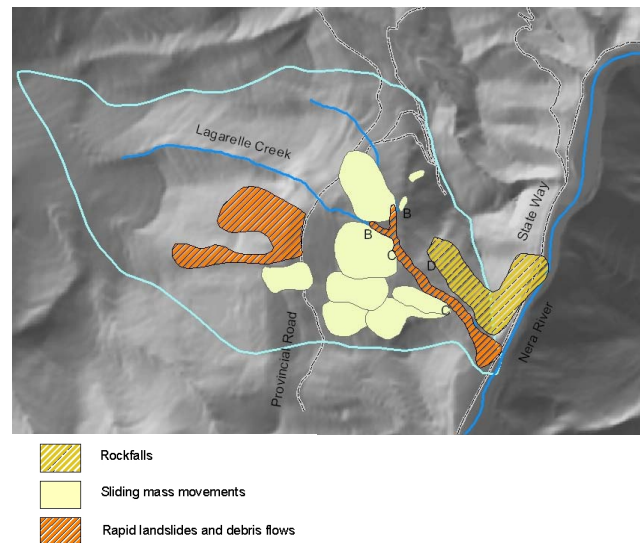 Lagarelle Creek
State Way
B
B
C
D
C
Nera River
Provincial Road
Rockfalls
Sliding mass movements
Rapid landslides and debris flows